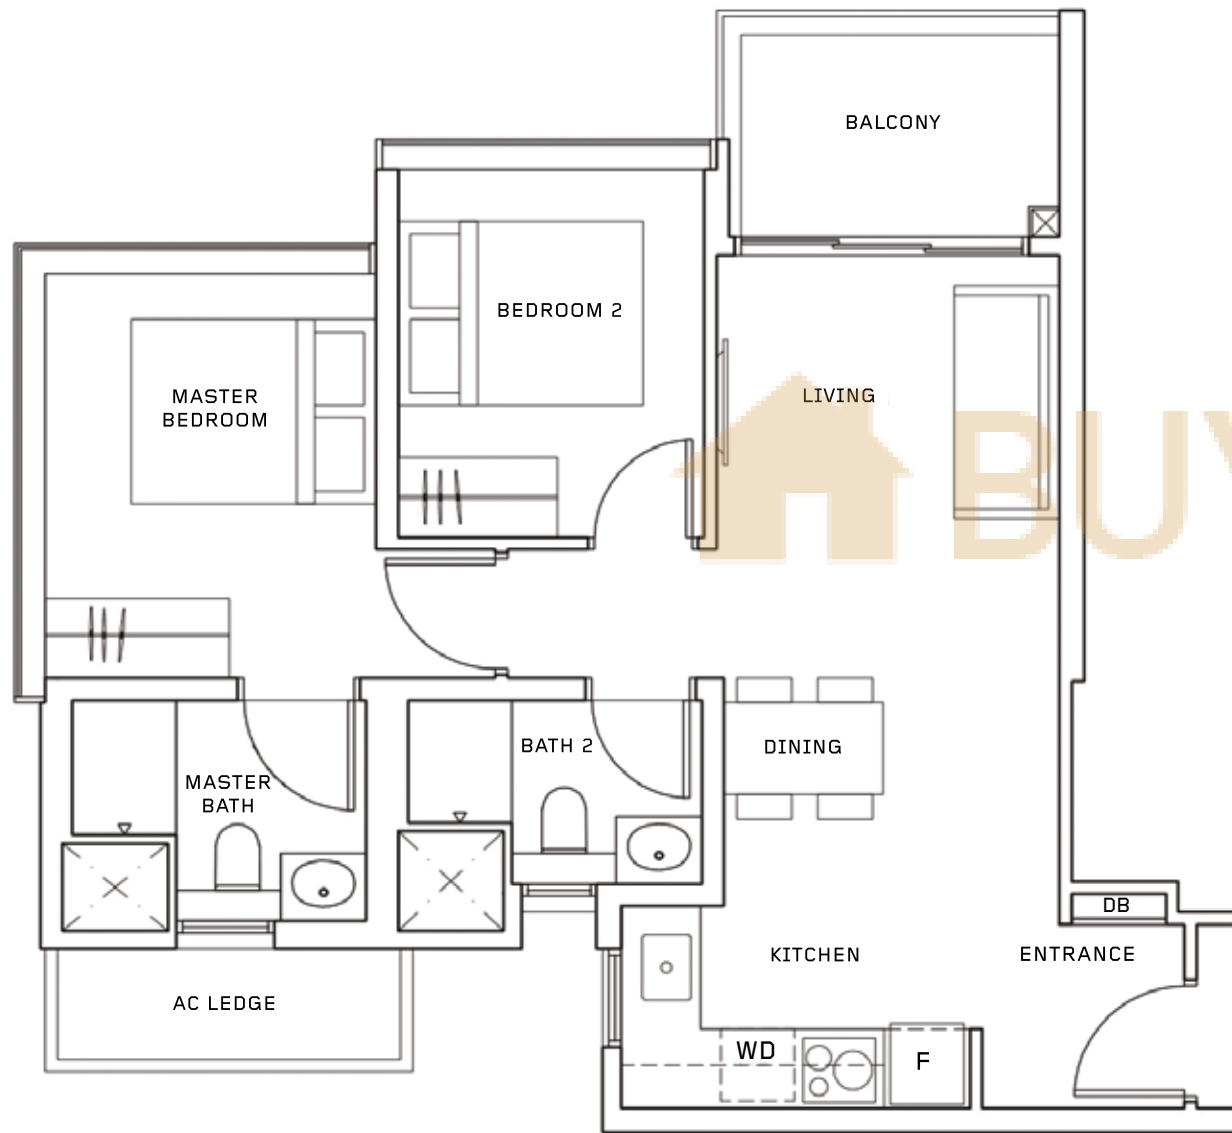 BALCONY
BEDROOM 2
MASTER
BEDROOM
LIVING
BUY
BATH 2
DINING
MASTER
BATH
DB
KITCHEN
ENTRANCE
AC LEDGE
WD
F